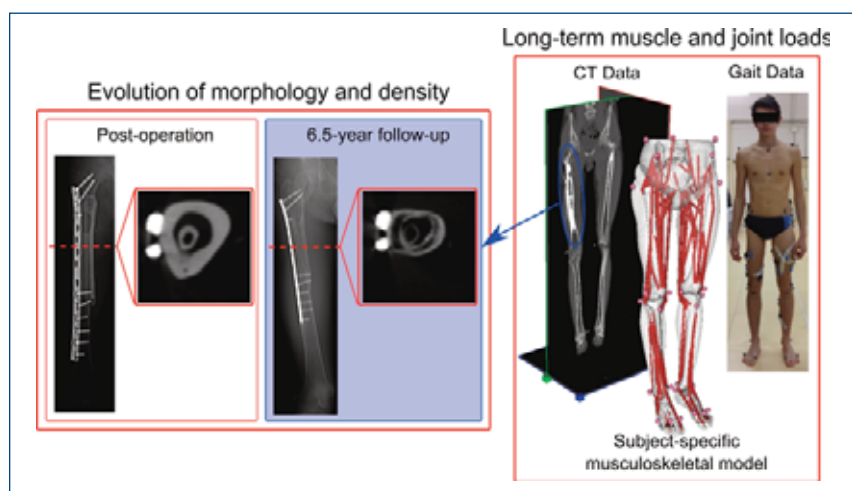 Long-term muscle and joint loads
CT Data
Gait Data
Evolution of morphology and density
Post-operation
6.5-year follow-up
Subject-specific
musculoskeletal model